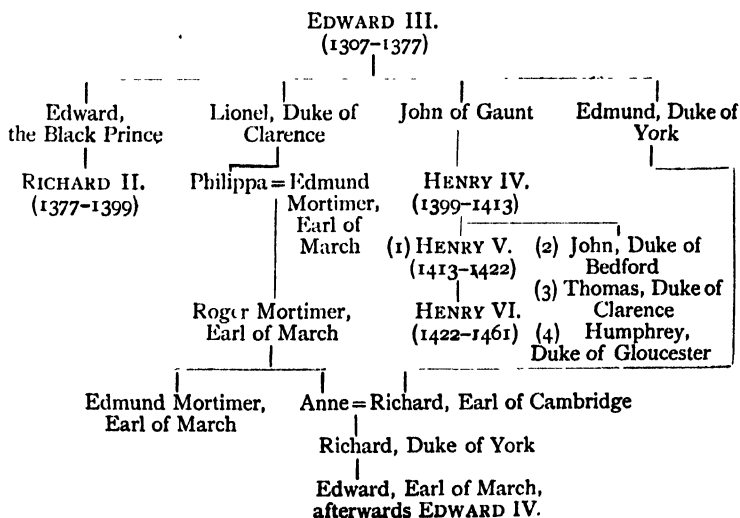 EDWARD III.
(1307–1377)
Edward,
the Black Prince
Lionel, Duke of
Clarence
John of Gaunt
Edmund, Duke of
York
RICHARD II.
(1377–1399)
Philippa = Edmund
Mortimer,
Earl of
March
HENRY IV.
(1399–1413)
(1) HENRY V.
(1413–1422)
(2) John, Duke of
Bedford
(3) Thomas, Duke of
Clarence
(4) Humphrey,
Duke of Gloucester
Roger Mortimer,
Earl of March
HENRY VI.
(1422–1461)
Edmund Mortimer,
Earl of March
Anne = Richard, Earl of Cambridge
Richard, Duke of York
Edward, Earl of March,
afterwards EDWARD IV.